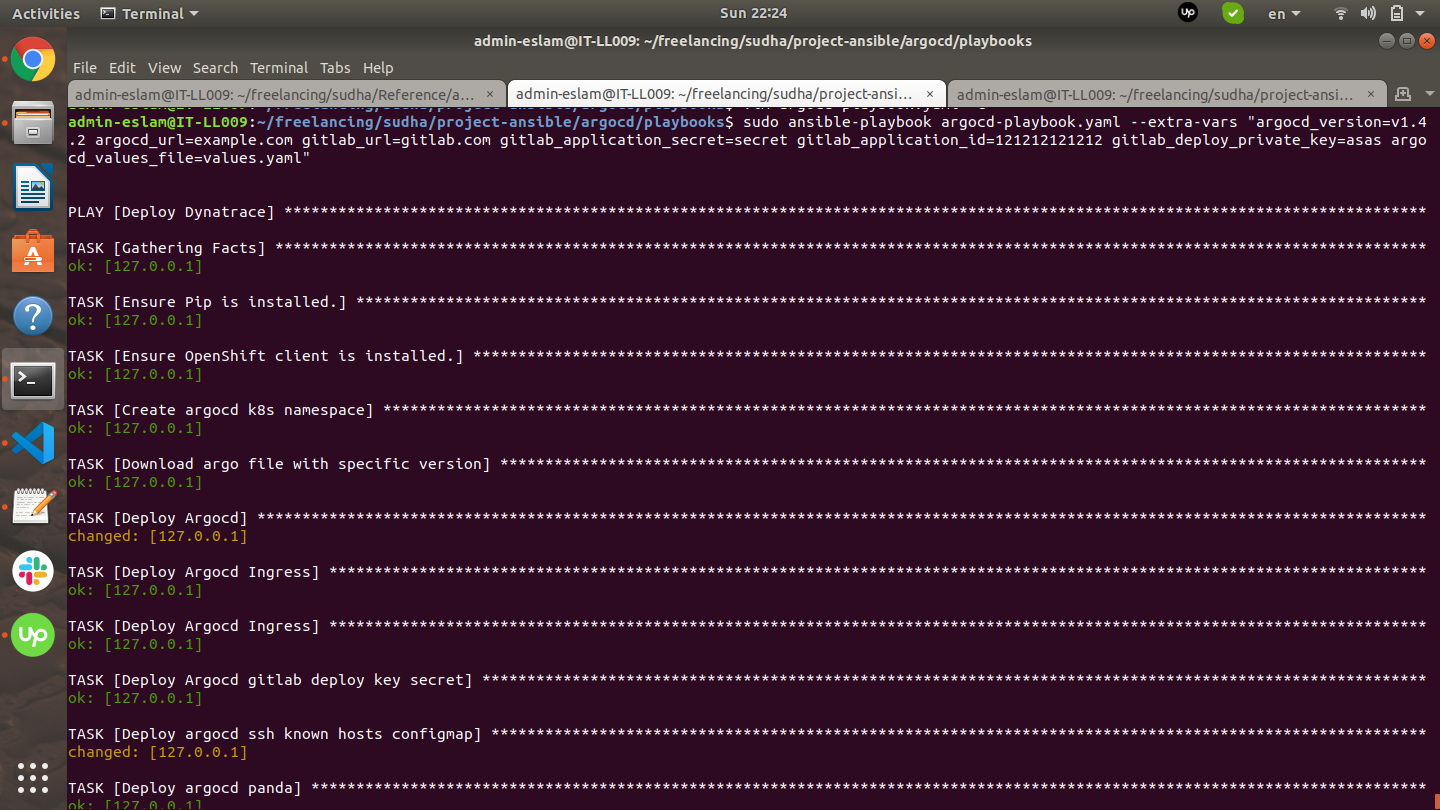 Activities
Terminal
Sun 22:24
up
en
admin-eslam@IT-LL009: ~/freelancing/sudha/project-ansible/argocd/playbooks
File Edit View Search Terminal Tabs Help
admin-eslam@IT-LL009: ~/freelancing/sudha/Reference/a... ×
admin-eslam@IT-LL009: ~/freelancing/sudha/project-ansi... ×
admin-eslam@IT-LL009: ~/freelancing/sudha/project-ansi... ×
admin-eslam@IT-LL009:~/freelancing/sudha/project-ansible/argocd/playbooks$ sudo ansible-playbook argocd-playbook.yaml --extra-vars "argocd_version=v1.4
.2 argocd_url=example.com gitlab_url=gitlab.com gitlab_application_secret=secret gitlab_application_id=121212121212 gitlab_deploy_private_key=asas argo
cd_values_file=values.yaml"
PLAY [Deploy Dynatrace] *******************************************************************************************************************************
TASK [Gathering Facts] ********************************************************************************************************************************
ok: [127.0.0.1]
TASK [Ensure Pip is installed.] ***********************************************************************************************************************
ok: [127.0.0.1]
TASK [Ensure OpenShift client is installed.] **********************************************************************************************************
ok: [127.0.0.1]
TASK [Create argocd k8s namespace] ********************************************************************************************************************
ok: [127.0.0.1]
TASK [Download argo file with specific version] *******************************************************************************************************
ok: [127.0.0.1]
TASK [Deploy Argocd] **********************************************************************************************************************************
changed: [127.0.0.1]
TASK [Deploy Argocd Ingress] **************************************************************************************************************************
ok: [127.0.0.1]
TASK [Deploy Argocd Ingress] **************************************************************************************************************************
ok: [127.0.0.1]
TASK [Deploy Argocd gitlab deploy key secret] *********************************************************************************************************
ok: [127.0.0.1]
TASK [Deploy argocd ssh known hosts configmap] ********************************************************************************************************
changed: [127.0.0.1]
TASK [Deploy argocd panda] ****************************************************************************************************************************
ok: [127.0.0.1]
up